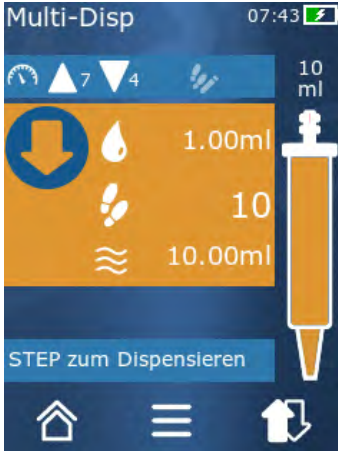 Multi-Disp 07:43
7 4
10
ml
1.00ml
10
10.00ml
STEP zum Dispensieren